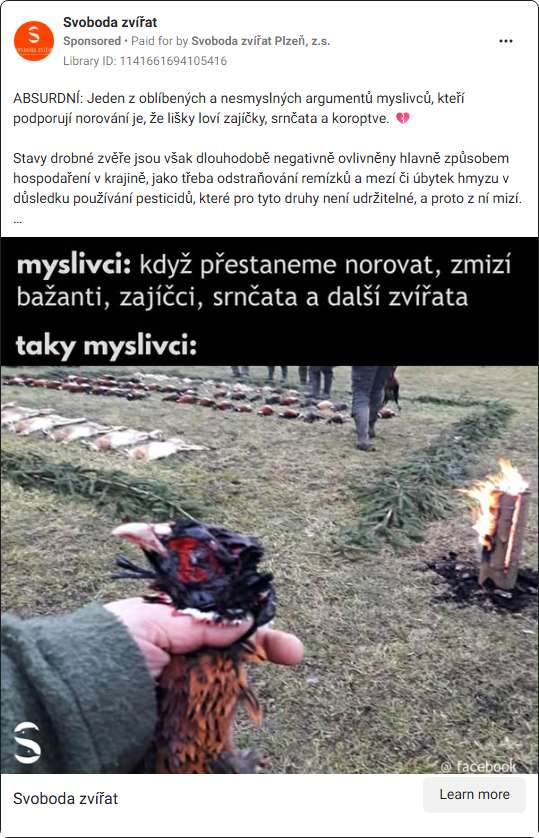 Svoboda zvířat
Sponsored • Paid for by Svoboda zvířat Plzeň, z.s.
Library ID: 1141661694105416
ABSURDNÍ: Jeden z oblíbených a nesmyslných argumentů myslivců, kteří
podporují norování je, že lišky loví zajíčky, srnčata a koroptve. 💔
Stavy drobné zvěře jsou však dlouhodobě negativně ovlivněny hlavně způsobem
hospodaření v krajině, jako třeba odstraňování remízků a mezí či úbytek hmyzu v
důsledku používání pesticidů, které pro tyto druhy není udržitelné, a proto z ní mizí.
...
myslivci: když přestaneme norovat, zmizí
bažanti, zajíčci, srnčata a další zvířata
taky myslivci:
@ facebook
Svoboda zvířat
Learn more